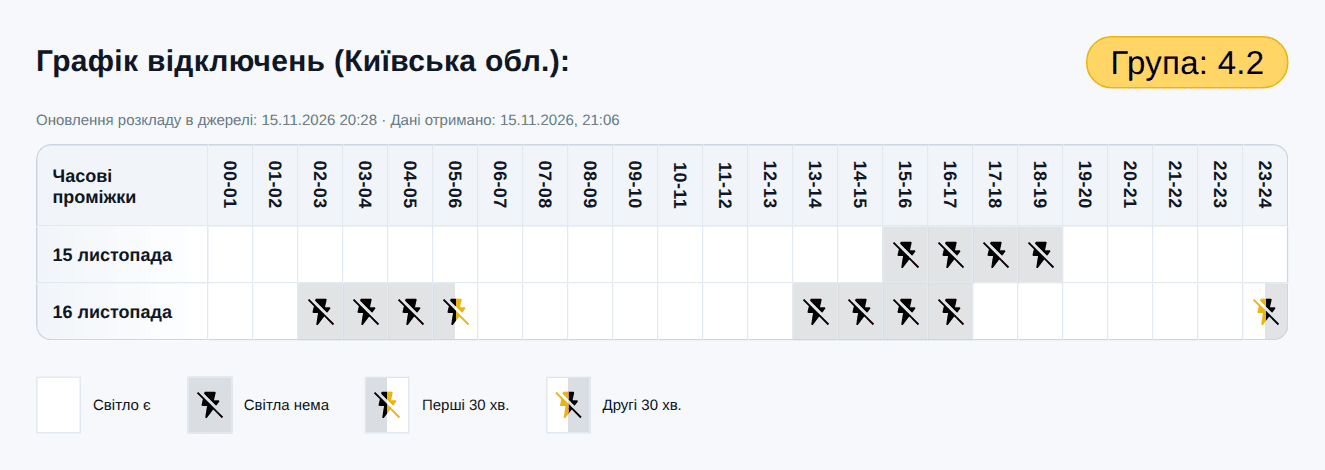 Графік відключень (Київська обл.):
Група: 4.2
Оновлення розкладу в джерелі: 15.11.2026 20:28 · Дані отримано: 15.11.2026, 21:06
Часові
проміжки
00-01
01-02
02-03
03-04
04-05
05-06
06-07
07-08
08-09
09-10
10-11
11-12
12-13
13-14
14-15
15-16
16-17
17-18
18-19
19-20
20-21
21-22
22-23
23-24
15 листопада
16 листопада
Світло є
Світла нема
Перші 30 хв.
Другі 30 хв.